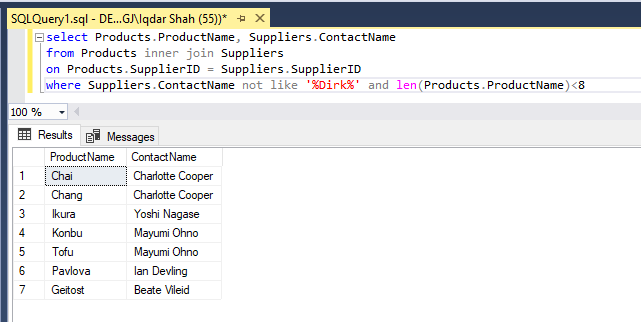 SQLQuery1.sql - DE...GJ\Iqdar Shah (55))*
select Products.ProductName, Suppliers.ContactName
from Products inner join Suppliers
on Products.SupplierID = Suppliers.SupplierID
where Suppliers.ContactName not like '%Dirk%' and len(Products.ProductName)<8
100 %
Results Messages
ProductName ContactName
1 Chai Charlotte Cooper
2 Chang Charlotte Cooper
3 Ikura Yoshi Nagase
4 Konbu Mayumi Ohno
5 Tofu Mayumi Ohno
6 Pavlova Ian Devling
7 Geitost Beate Vileid